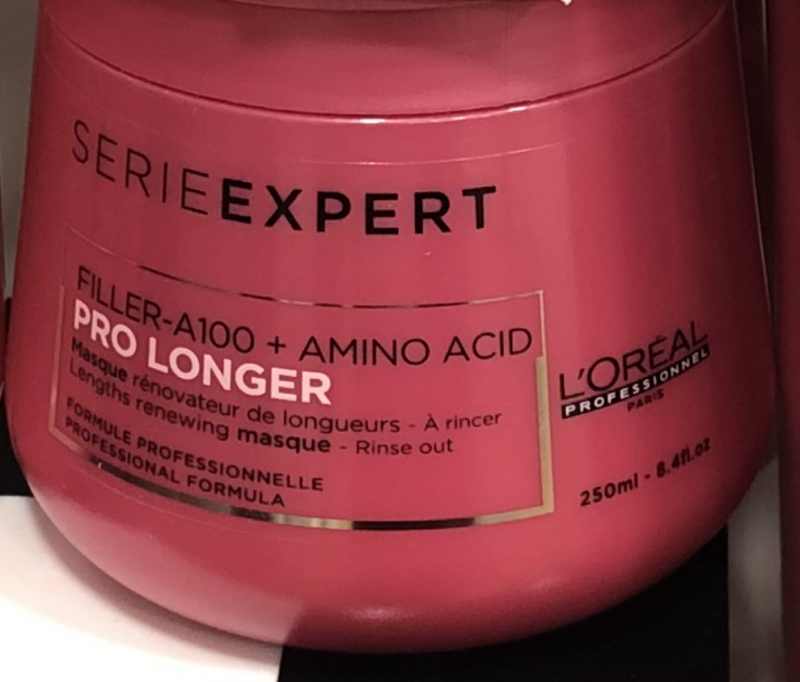 SERIEEXPERT
FILLER-A100 + AMINO ACID
PRO LONGER
Masque rénovateur de longueurs - À rincer
Lengths renewing masque - Rinse out
FORMULE PROFESSIONNELLE
PROFESSIONAL FORMULA
L'ORÉAL
PROFESSIONNEL
PARIS
250ml - 8.4fl.oz